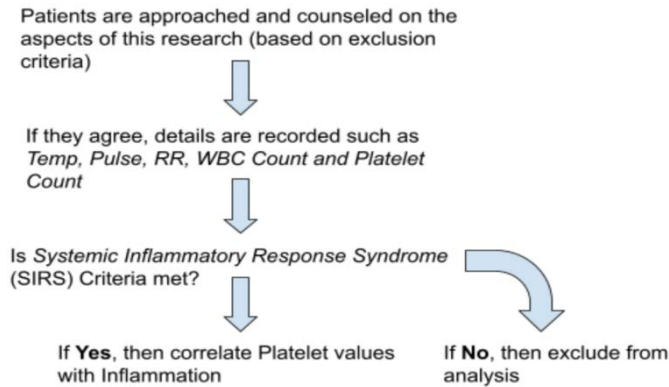 Patients are approached and counseled on the
aspects of this research (based on exclusion
criteria)
If they agree, details are recorded such as
Temp, Pulse, RR, WBC Count and Platelet
Count
Is Systemic Inflammatory Response Syndrome
(SIRS) Criteria met?
If Yes, then correlate Platelet values
with Inflammation
If No, then exclude from
analysis